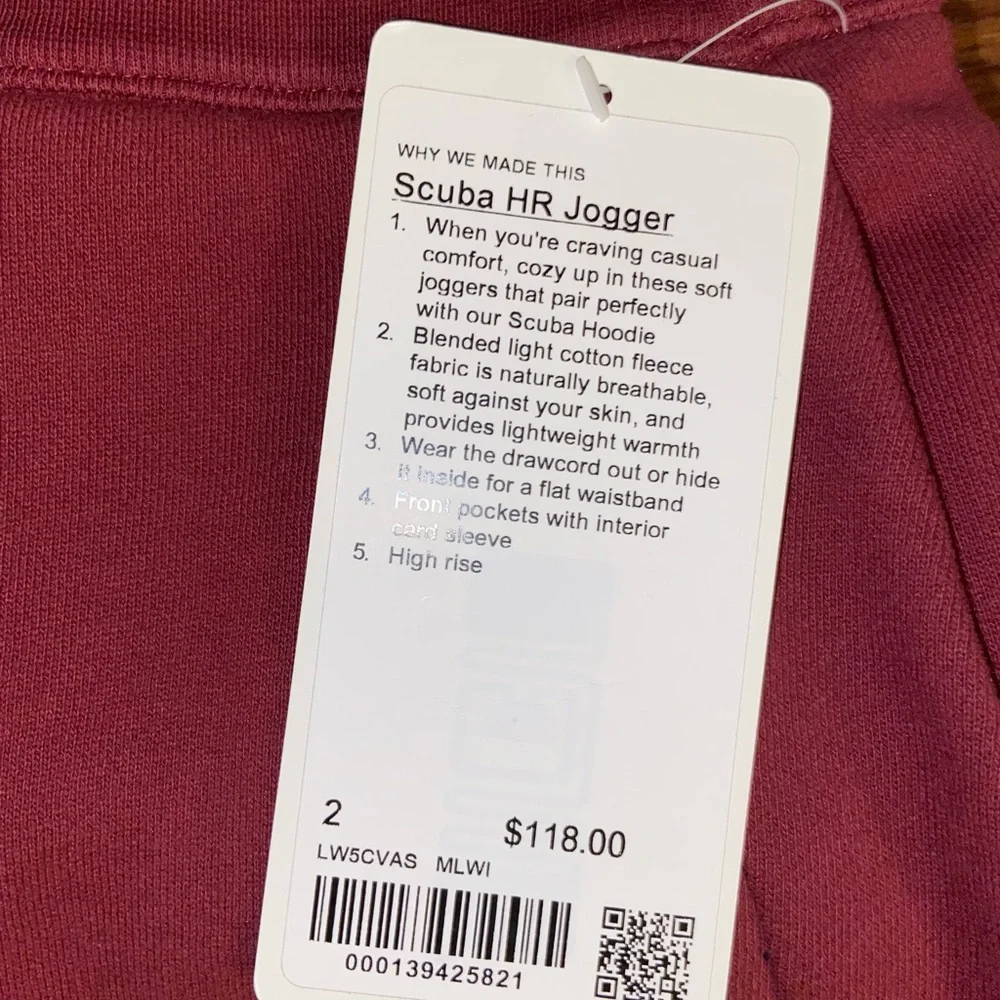 WHY WE MADE THIS
Scuba HR Jogger
1. When you're craving casual
comfort, cozy up in these soft
joggers that pair perfectly
with our Scuba Hoodie
2. Blended light cotton fleece
fabric is naturally breathable,
soft against your skin, and
provides lightweight warmth
3. Wear the drawcord out or hide
it inside for a flat waistband
4. Front pockets with interior
card sleeve
5. High rise
2 $118.00
LW5CVAS MLWI
000139425821